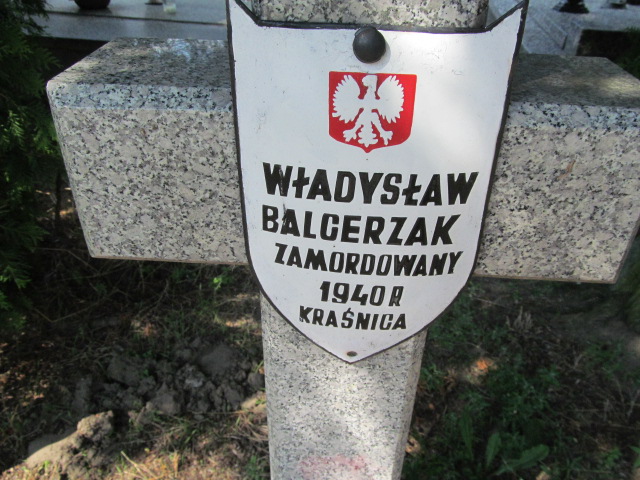 WŁADYSŁAW
BALCERZAK
ZAMORDOWANY
1940 R
KRAŚNICA